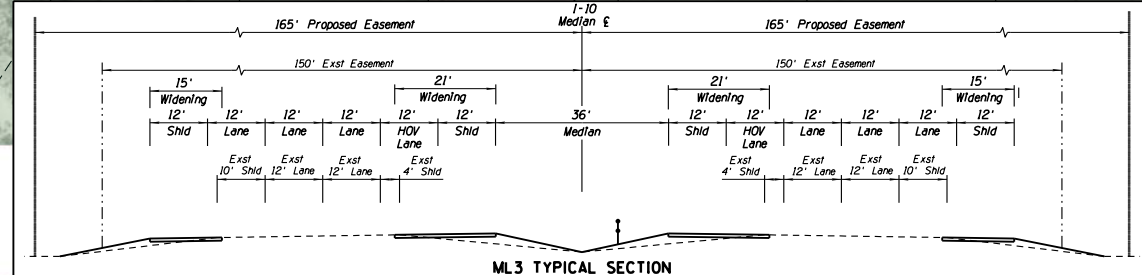 I-10
Median ℄
165' Proposed Easement
165' Proposed Easement
150' Exst Easement
150' Exst Easement
15'
Widening
21'
Widening
21'
Widening
15'
Widening
12'
Shld
12'
Lane
12'
Lane
12'
Lane
12'
HOV
Lane
12'
Shld
36'
Median
12'
Shld
12'
HOV
Lane
12'
Lane
12'
Lane
12'
Lane
12'
Shld
Exst
10' Shld
Exst
12' Lane
Exst
12' Lane
Exst
4' Shld
Exst
4' Shld
Exst
12' Lane
Exst
12' Lane
Exst
10' Shld
ML3 TYPICAL SECTION